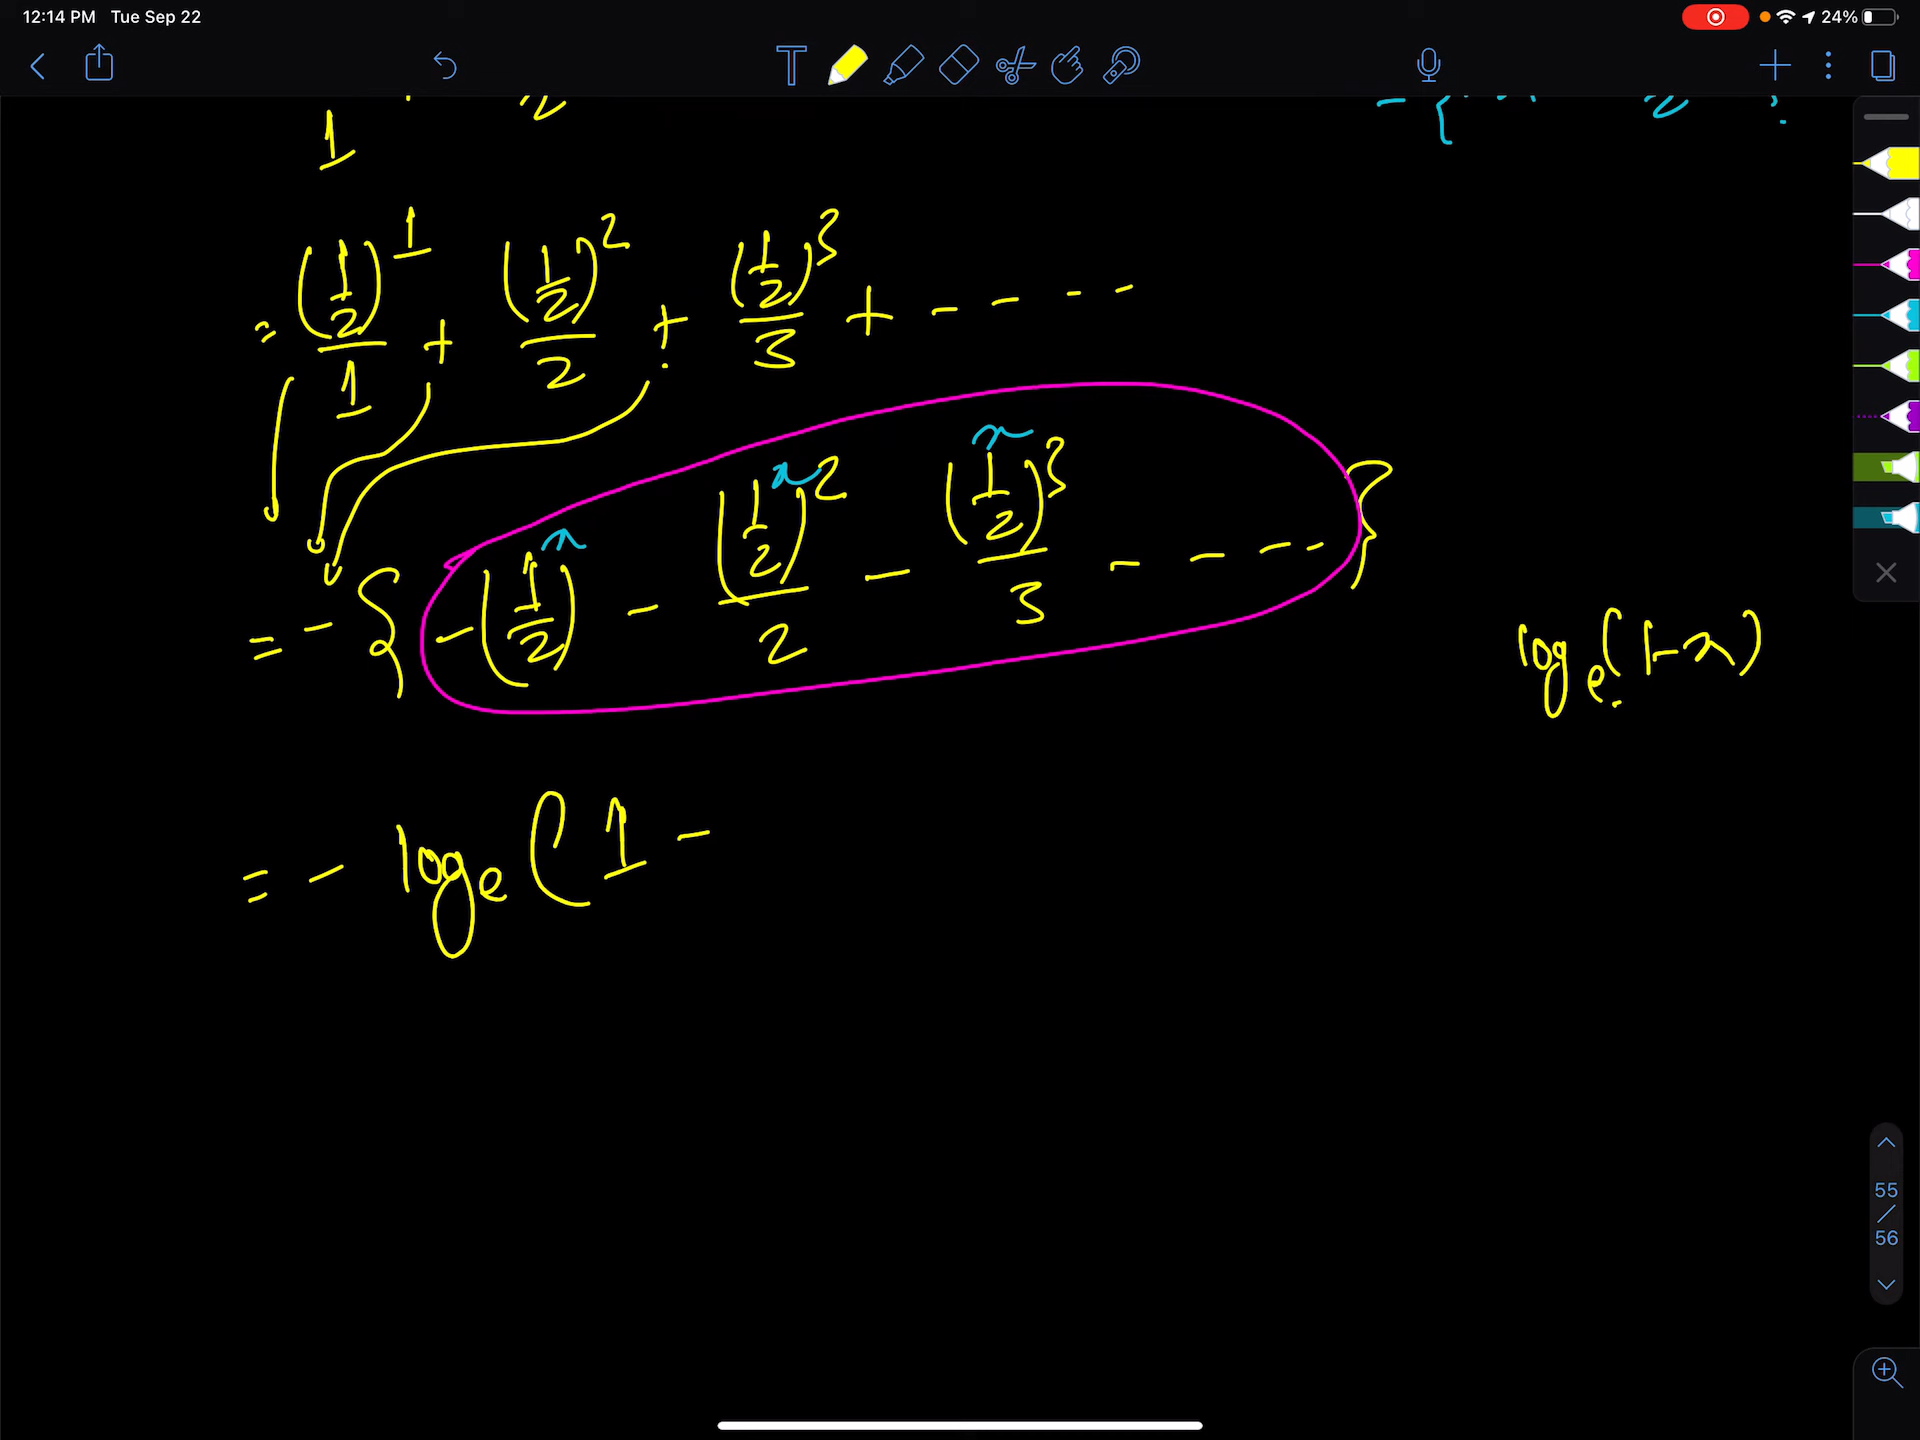 12:14 PM Tue Sep 22 24%
1
= (1/2)^1/1 + (1/2)^2/2 + (1/2)^3/3 + - - - -
= - { -(1/2) - (1/2)^2/2 - (1/2)^3/3 - - - - - }
x x x
log_e(1-x)
= - log_e ( 1 -
55
/
56